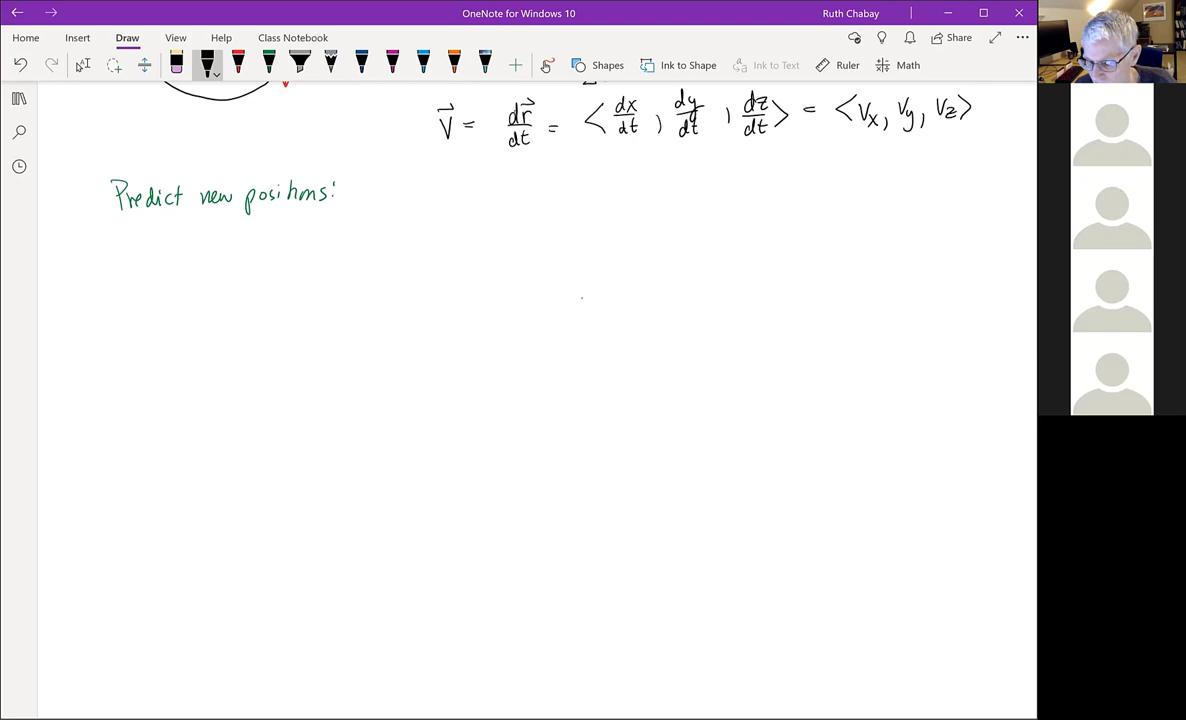 OneNote for Windows 10
Ruth Chabay
Home Insert Draw View Help Class Notebook
Share
Shapes Ink to Shape Ink to Text Ruler Math
v⃗ = dr⃗/dt = <dx/dt, dy/dt, dz/dt> = <Vx, Vy, Vz>
Predict new positions: